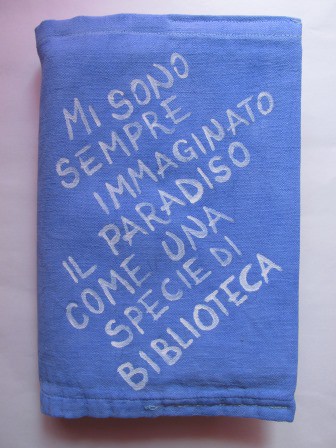 MI SONO
SEMPRE
IMMAGINATO
IL PARADISO
COME UNA
SPECIE DI
BIBLIOTECA